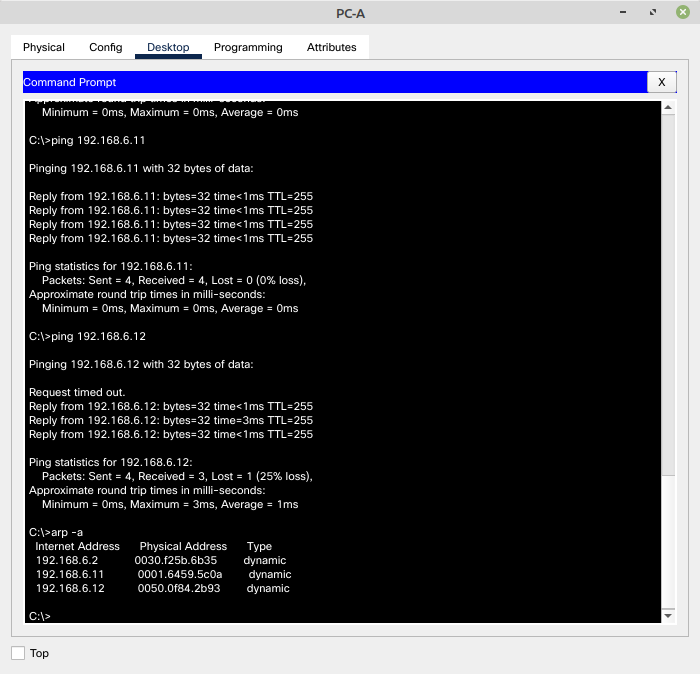 PC-A
Physical Config Desktop Programming Attributes
Command Prompt X
Approximate round trip times in milli-seconds:
Minimum = 0ms, Maximum = 0ms, Average = 0ms
C:\>ping 192.168.6.11
Pinging 192.168.6.11 with 32 bytes of data:
Reply from 192.168.6.11: bytes=32 time<1ms TTL=255
Reply from 192.168.6.11: bytes=32 time<1ms TTL=255
Reply from 192.168.6.11: bytes=32 time<1ms TTL=255
Reply from 192.168.6.11: bytes=32 time<1ms TTL=255
Ping statistics for 192.168.6.11:
Packets: Sent = 4, Received = 4, Lost = 0 (0% loss),
Approximate round trip times in milli-seconds:
Minimum = 0ms, Maximum = 0ms, Average = 0ms
C:\>ping 192.168.6.12
Pinging 192.168.6.12 with 32 bytes of data:
Request timed out.
Reply from 192.168.6.12: bytes=32 time<1ms TTL=255
Reply from 192.168.6.12: bytes=32 time=3ms TTL=255
Reply from 192.168.6.12: bytes=32 time<1ms TTL=255
Ping statistics for 192.168.6.12:
Packets: Sent = 4, Received = 3, Lost = 1 (25% loss),
Approximate round trip times in milli-seconds:
Minimum = 0ms, Maximum = 3ms, Average = 1ms
C:\>arp -a
Internet Address Physical Address Type
192.168.6.2 0030.f25b.6b35 dynamic
192.168.6.11 0001.6459.5c0a dynamic
192.168.6.12 0050.0f84.2b93 dynamic
C:\>
Top